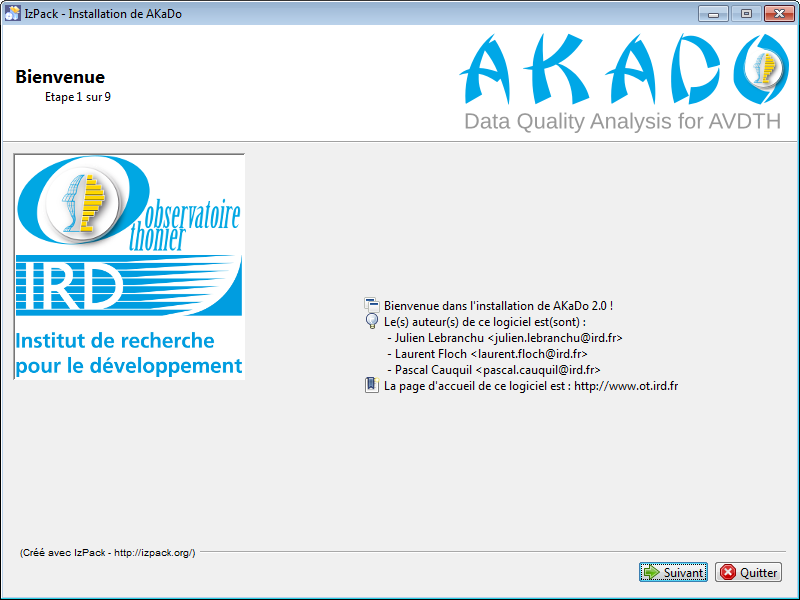 IzPack - Installation de AKaDo
Bienvenue
Etape 1 sur 9
AKADO
Data Quality Analysis for AVDTH
Observatoire
thonier
IRD
Institut de recherche
pour le développement
Bienvenue dans l'installation de AKaDo 2.0 !
Le(s) auteur(s) de ce logiciel est(sont) :
- Julien Lebranchu <julien.lebranchu@ird.fr>
- Laurent Floch <laurent.floch@ird.fr>
- Pascal Cauquil <pascal.cauquil@ird.fr>
La page d'accueil de ce logiciel est : http://www.ot.ird.fr
(Créé avec IzPack - http://izpack.org/)
Suivant
Quitter